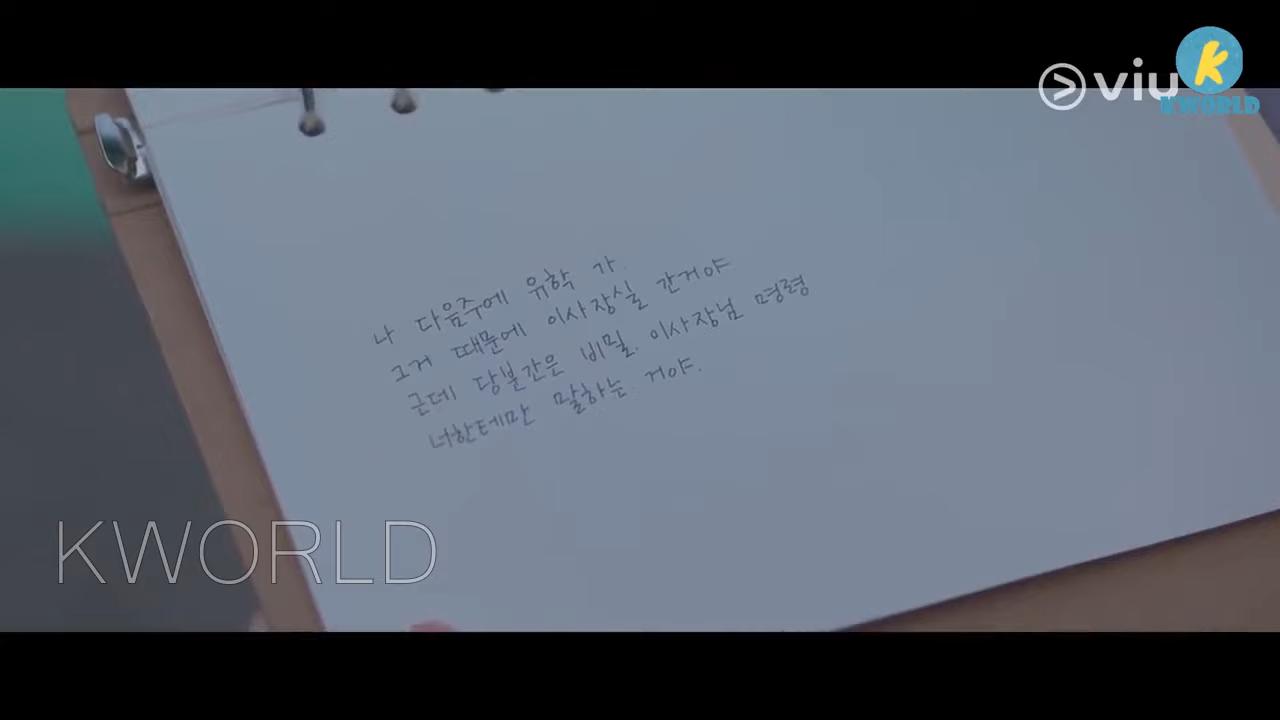 viu
K
KWORLD
나 다음주에 유학 가.
그거 때문에 이사장실 간거야
근데 당분간은 비밀. 이사장님 명령
너한테만 말하는 거야.
KWORLD